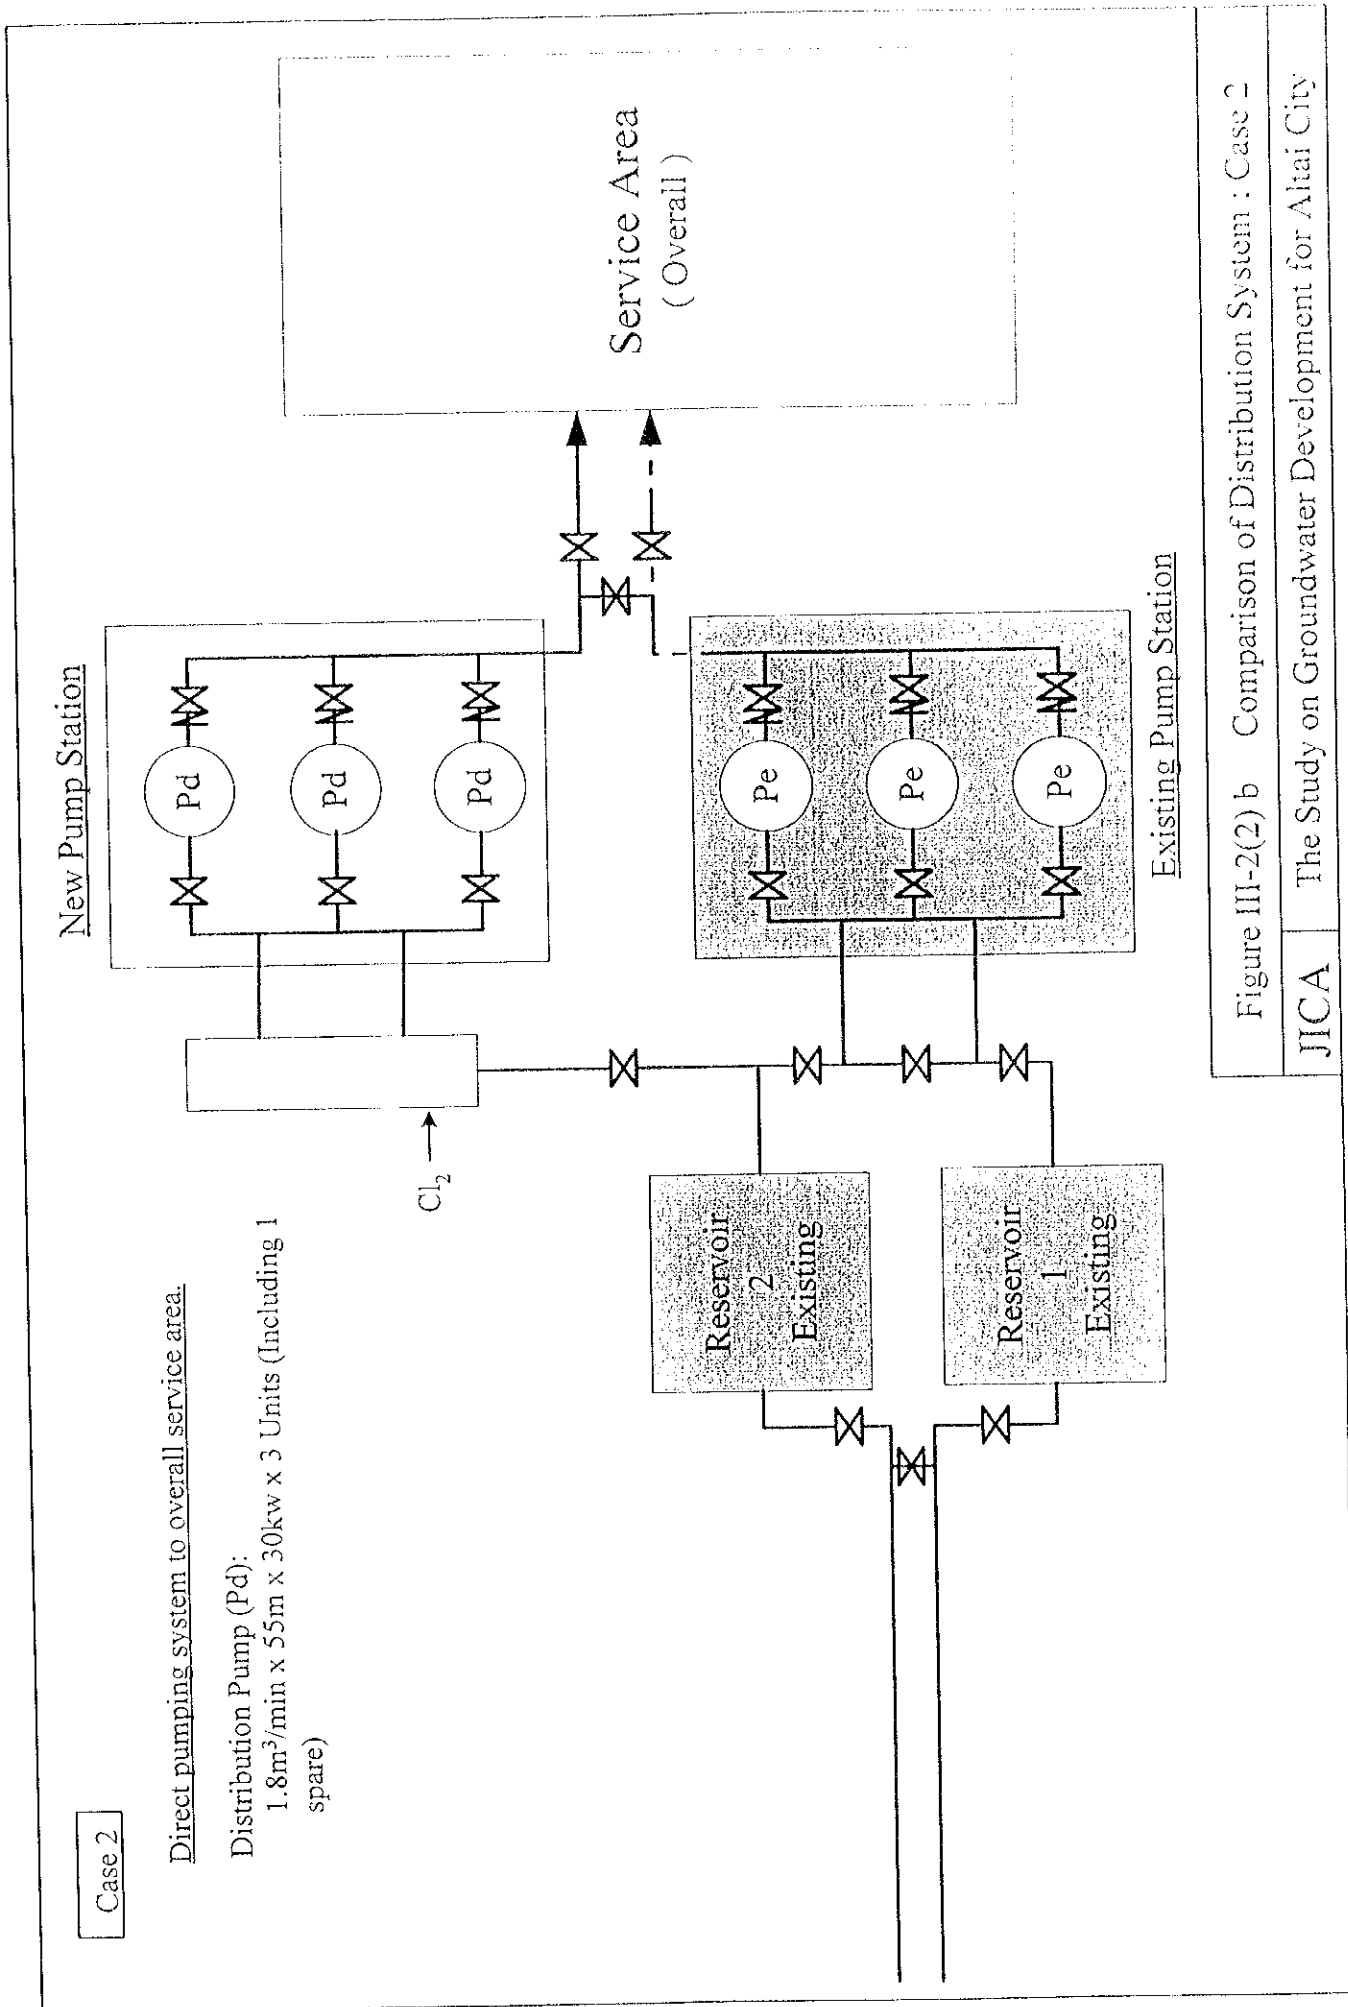 Case 2
Direct pumping system to overall service area.
Distribution Pump (Pd):
1.8m³/min x 55m x 30kw x 3 Units (Including 1
spare)
Cl₂
New Pump Station
Pd
Pd
Pd
Service Area
( Overall )
Reservoir
2
Existing
Reservoir
1
Existing
Pe
Pe
Pe
Existing Pump Station
Figure III-2(2) b Comparison of Distribution System : Case 2
JICA
The Study on Groundwater Development for Altai City